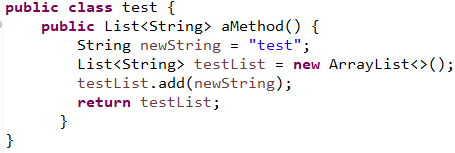 public class test {
    public List<String> aMethod() {
        String newString = "test";
        List<String> testList = new ArrayList<>();
        testList.add(newString);
        return testList;
      }
}